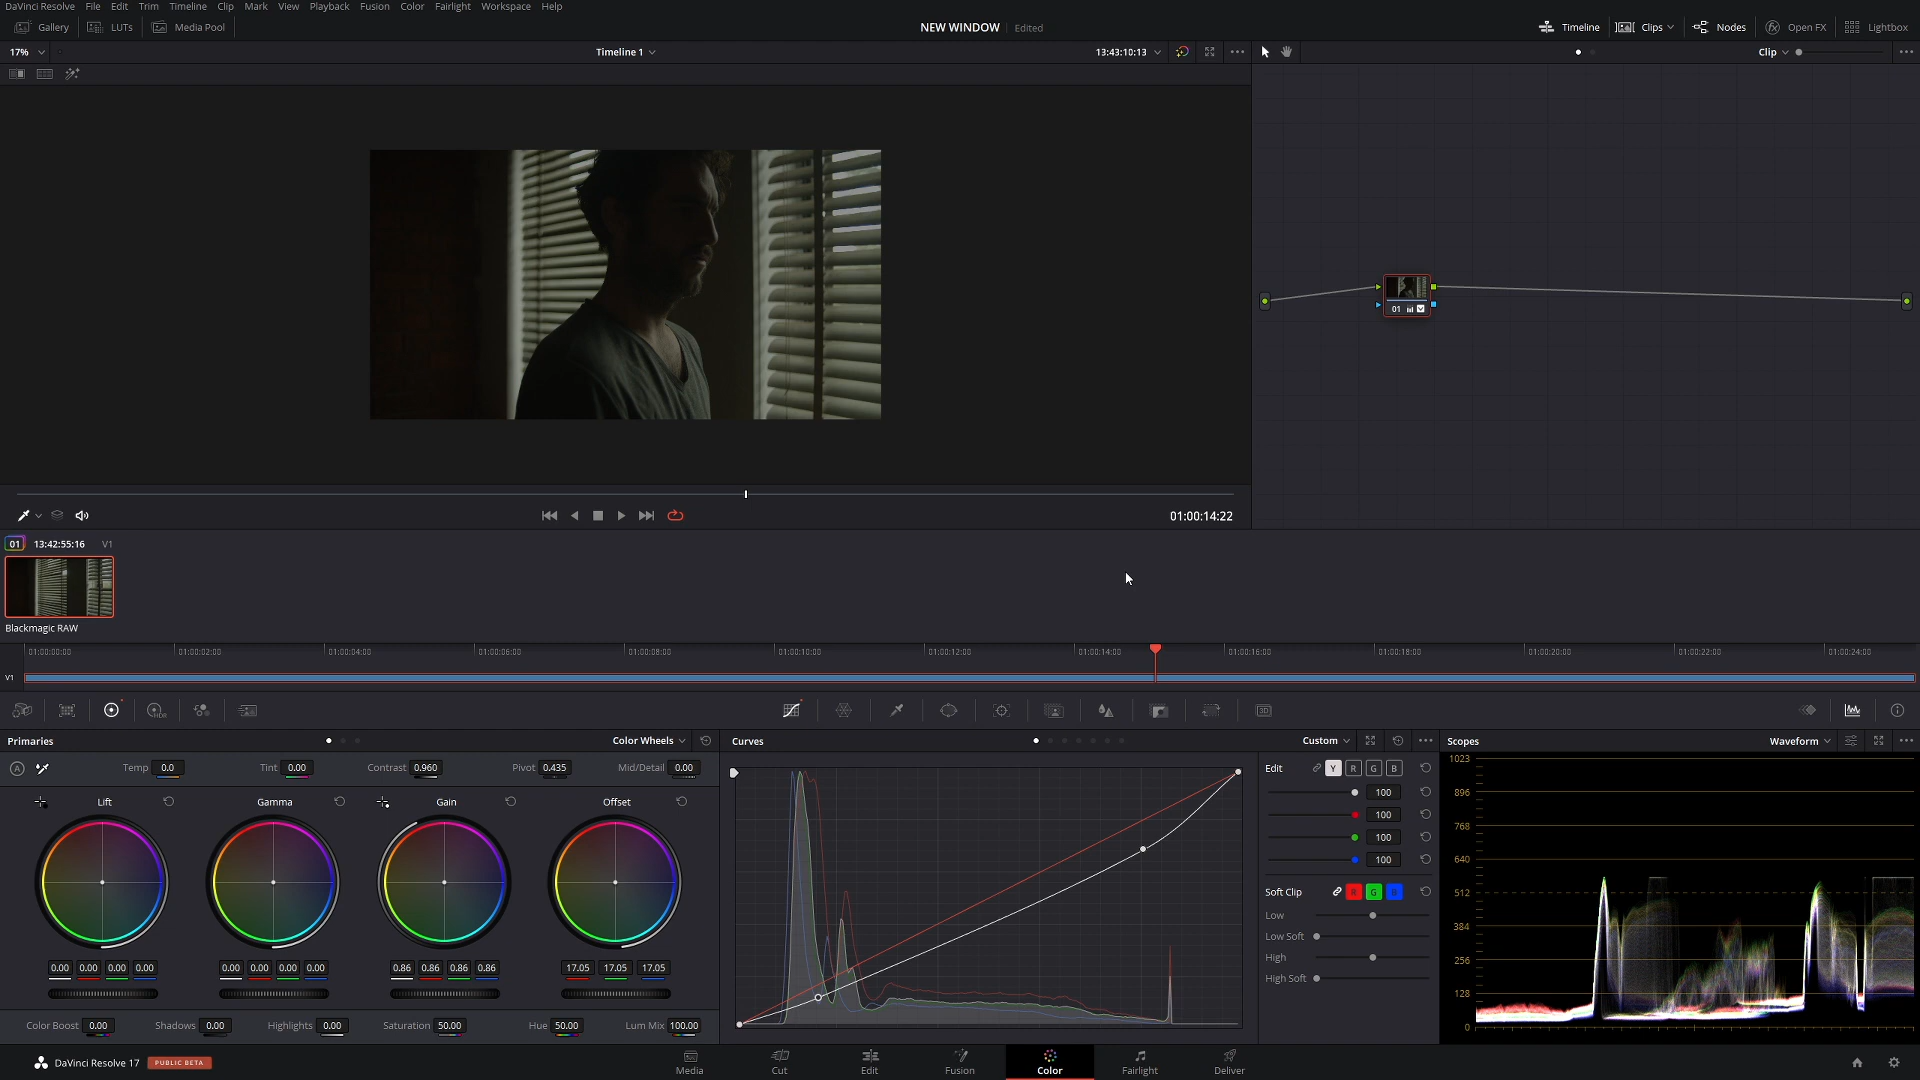 DaVinci Resolve File Edit Trim Timeline Clip Mark View Playback Fusion Color Fairlight Workspace Help
Gallery LUTs Media Pool NEW WINDOW Edited Timeline Clips Nodes Open FX Lightbox
17% Timeline 1 13:43:10:13 Clip
01
01:00:14:22
01 13:42:55:16 V1
Blackmagic RAW
01:00:00:00 01:00:02:00 01:00:04:00 01:00:06:00 01:00:08:00 01:00:10:00 01:00:12:00 01:00:14:00 01:00:16:00 01:00:18:00 01:00:20:00 01:00:22:00 01:00:24:00
V1
HDR 3D
Primaries Color Wheels
A Temp 0.0 Tint 0.00 Contrast 0.960 Pivot 0.435 Mid/Detail 0.00
Lift Gamma Gain Offset
0.00 0.00 0.00 0.00 0.00 0.00 0.00 0.00 0.86 0.86 0.86 0.86 17.05 17.05 17.05
Color Boost 0.00 Shadows 0.00 Highlights 0.00 Saturation 50.00 Hue 50.00 Lum Mix 100.00
Curves Custom
Edit Y R G B
100
100
100
100
Soft Clip R G B
Low
Low Soft
High
High Soft
Scopes Waveform
1023
896
768
640
512
384
256
128
0
DaVinci Resolve 17 PUBLIC BETA Media Cut Edit Fusion Color Fairlight Deliver